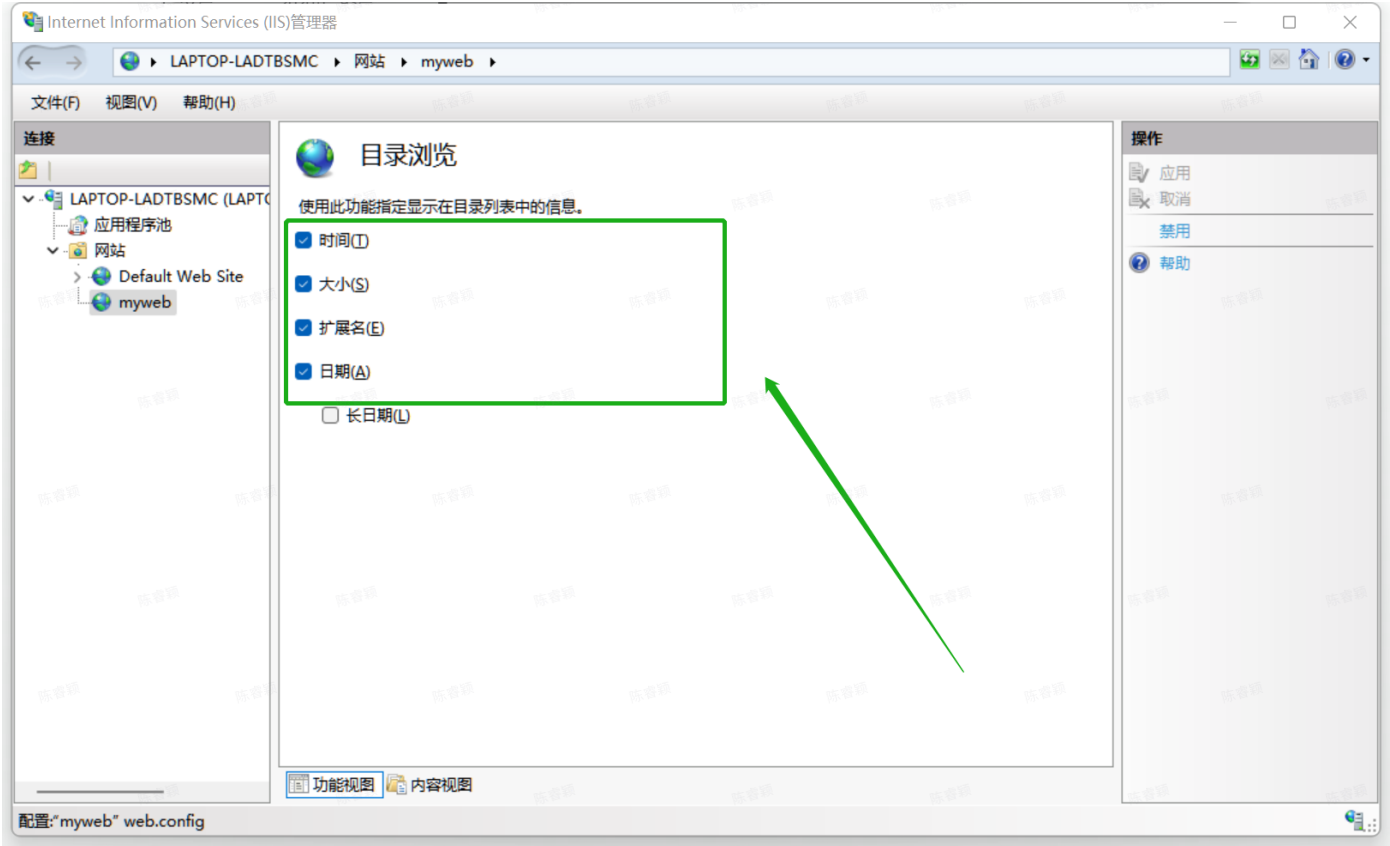 Internet Information Services (IIS)管理器
LAPTOP-LADTBSMC 网站 myweb
文件(F) 视图(V) 帮助(H)
连接
LAPTOP-LADTBSMC (LAPTO
应用程序池
网站
Default Web Site
myweb
目录浏览
使用此功能指定显示在目录列表中的信息。
时间(T)
大小(S)
扩展名(E)
日期(A)
长日期(L)
功能视图 内容视图
操作
应用
取消
禁用
帮助
配置:“myweb” web.config
陈睿颖